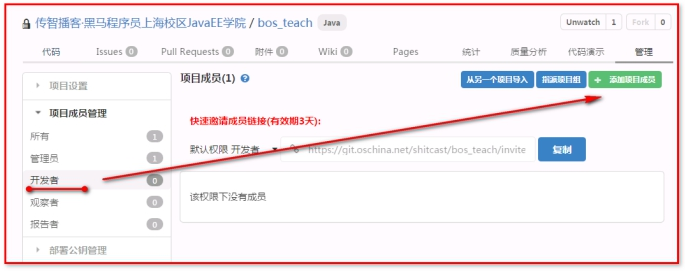 传智播客·黑马程序员上海校区JavaEE学院 / bos_teach Java Unwatch 1 Fork 0
代码 Issues 0 Pull Requests 0 附件 0 Wiki 0 Pages 统计 质量分析 代码演示 管理
项目设置
项目成员(1) ? 从另一个项目导入 指派项目组 + 添加项目成员
项目成员管理
快速邀请成员链接(有效期3天):
所有 1
默认权限 开发者 https://git.oschina.net/shitcast/bos_teach/invite 复制
管理员 1
开发者 0
该权限下没有成员
观察者 0
报告者 0
部署公钥管理